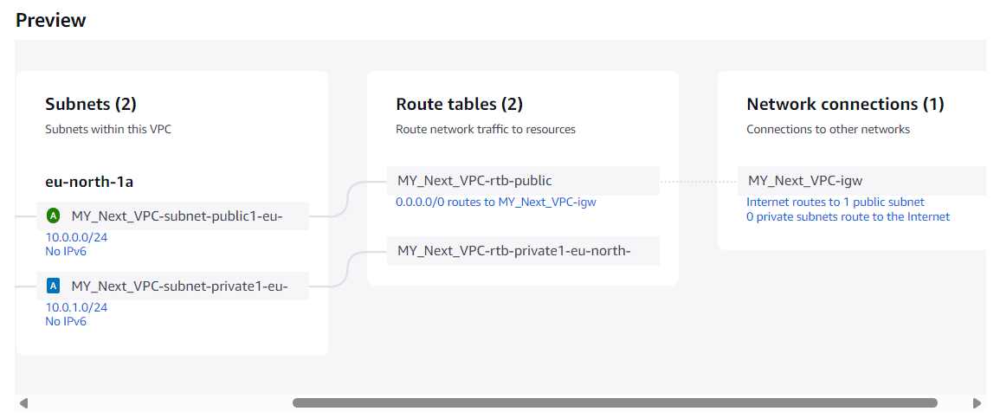 Preview
Subnets (2)
Subnets within this VPC
eu-north-1a
A MY_Next_VPC-subnet-public1-eu-
10.0.0.0/24
No IPv6
A MY_Next_VPC-subnet-private1-eu-
10.0.1.0/24
No IPv6
Route tables (2)
Route network traffic to resources
MY_Next_VPC-rtb-public
0.0.0.0/0 routes to MY_Next_VPC-igw
MY_Next_VPC-rtb-private1-eu-north-
Network connections (1)
Connections to other networks
MY_Next_VPC-igw
Internet routes to 1 public subnet
0 private subnets route to the Internet